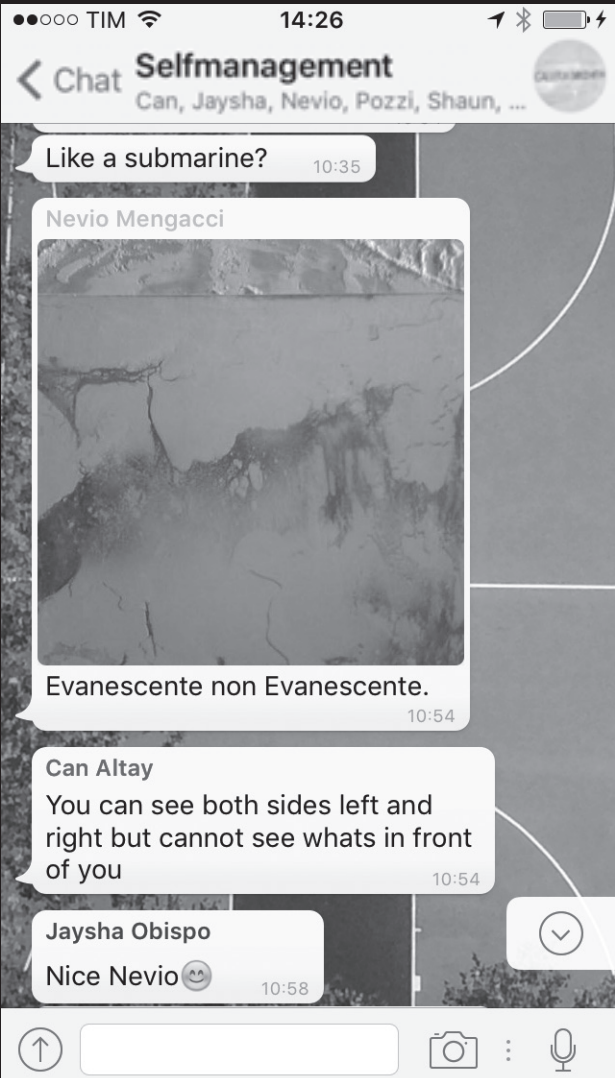 TIM 14:26
Chat Selfmanagement
Can, Jaysha, Nevio, Pozzi, Shaun, ...
Like a submarine? 10:35
Nevio Mengacci
Evanescente non Evanescente.
10:54
Can Altay
You can see both sides left and
right but cannot see whats in front
of you 10:54
Jaysha Obispo
Nice Nevio😊 10:58